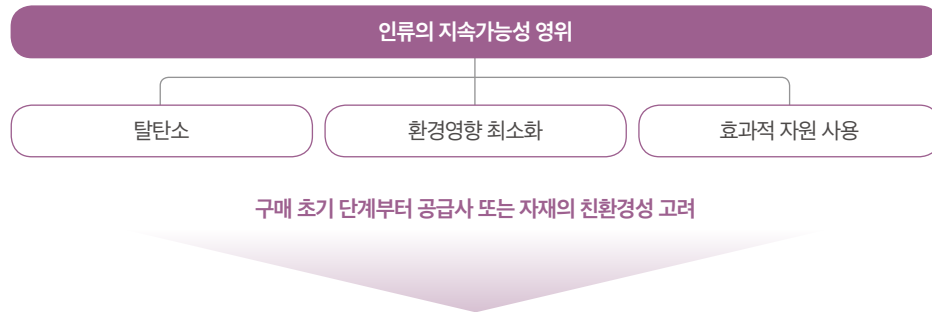 인류의 지속가능성 영위
탈탄소
환경영향 최소화
효과적 자원 사용
구매 초기 단계부터 공급사 또는 자재의 친환경성 고려